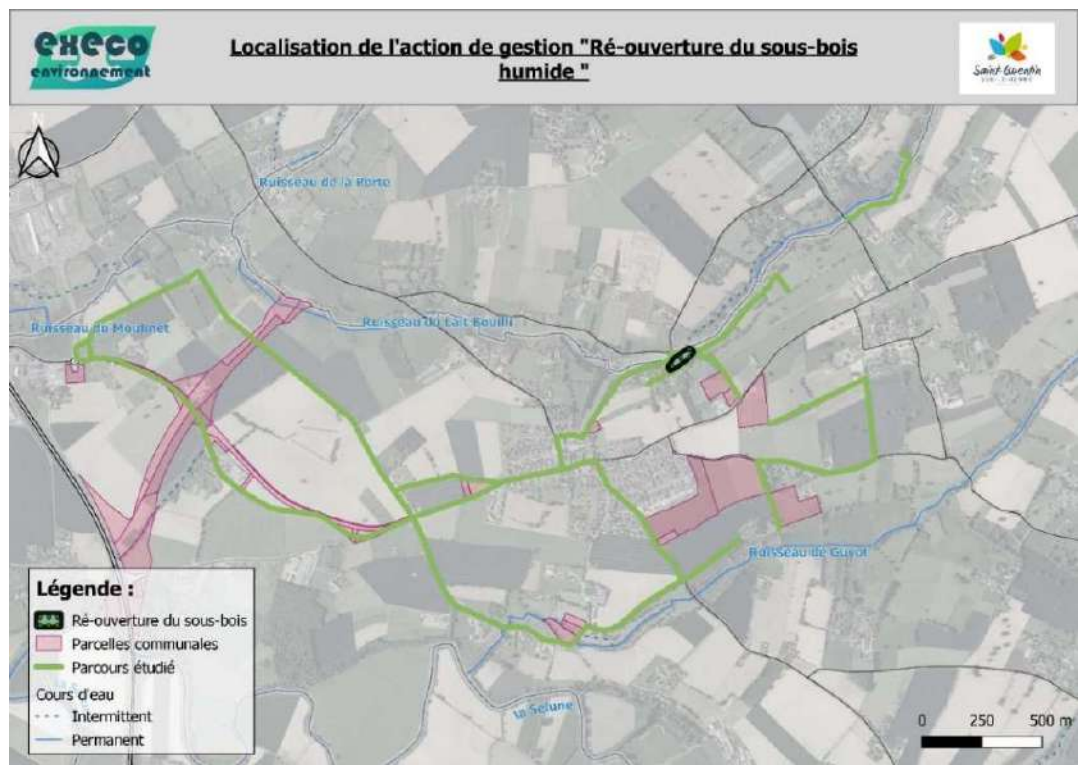 execo
environnement
Localisation de l'action de gestion "Ré-ouverture du sous-bois
humide "
Saint Quentin
N
Ruisseau de la Porte
Ruisseau du Moulinet
Ruisseau du Lait Bouilli
Ruisseau de Guyot
La Sélune
Légende :
Ré-ouverture du sous-bois
Parcelles communales
Parcours étudié
Cours d'eau
Intermittent
Permanent
0 250 500 m